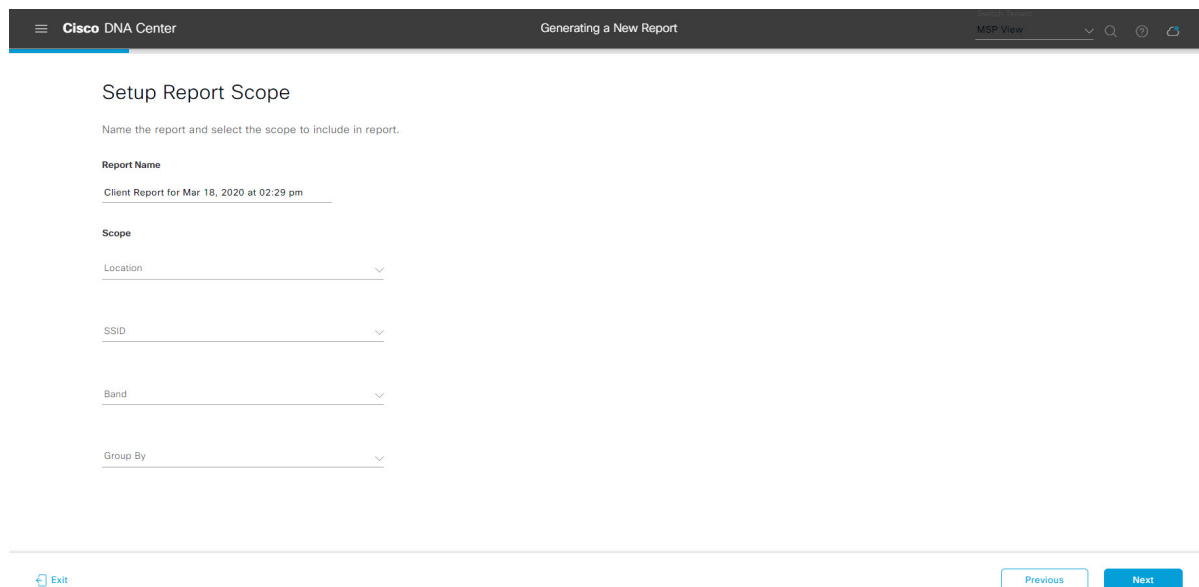 Cisco DNA Center
Generating a New Report
MSP View
Setup Report Scope
Name the report and select the scope to include in report.
Report Name
Client Report for Mar 18, 2020 at 02:29 pm
Scope
Location
SSID
Band
Group By
Exit
Previous
Next